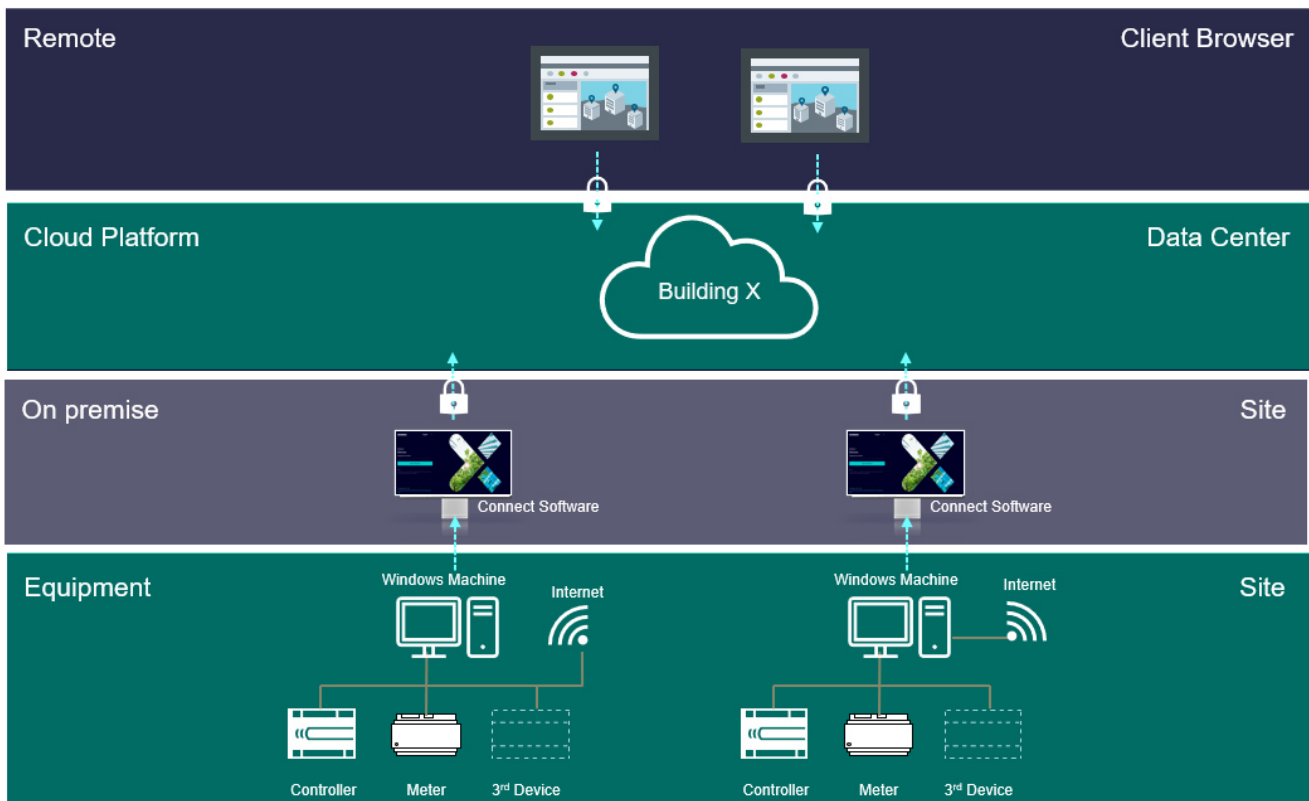 Remote
Client Browser
Cloud Platform
Data Center
Building X
On premise
Site
Connect Software
Connect Software
Equipment
Site
Windows Machine
Internet
Windows Machine
Internet
Controller
Meter
3rd Device
Controller
Meter
3rd Device